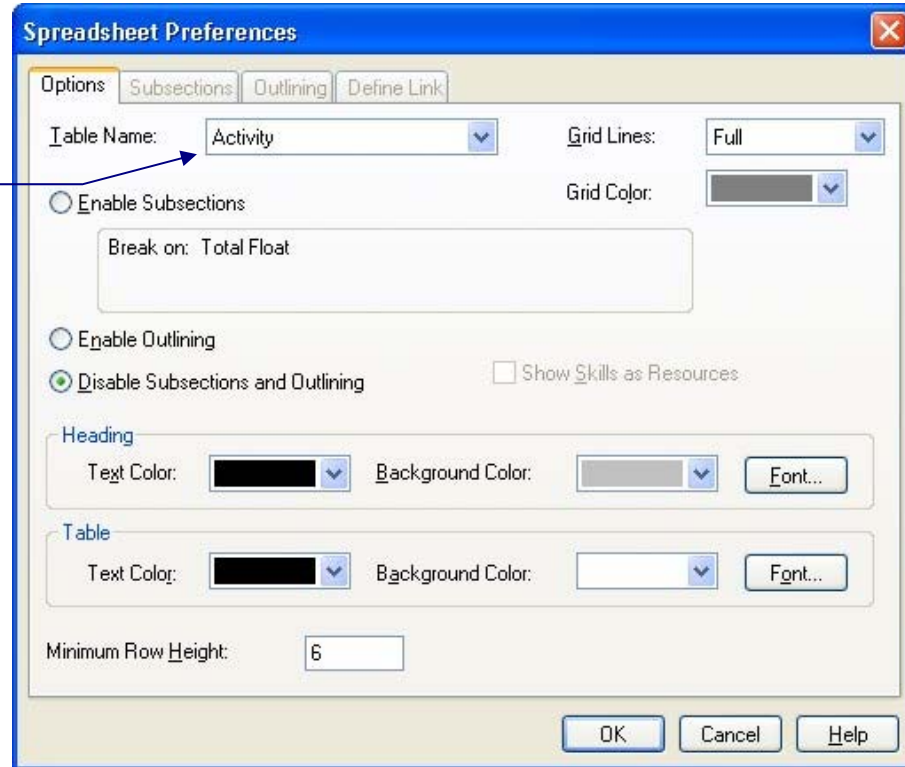 Spreadsheet Preferences
Options Subsections Outlining Define Link
Table Name: Activity Grid Lines: Full
Grid Color:
Enable Subsections
Break on: Total Float
Enable Outlining
Disable Subsections and Outlining Show Skills as Resources
Heading
Text Color: Background Color: Font...
Table
Text Color: Background Color: Font...
Minimum Row Height: 6
OK Cancel Help